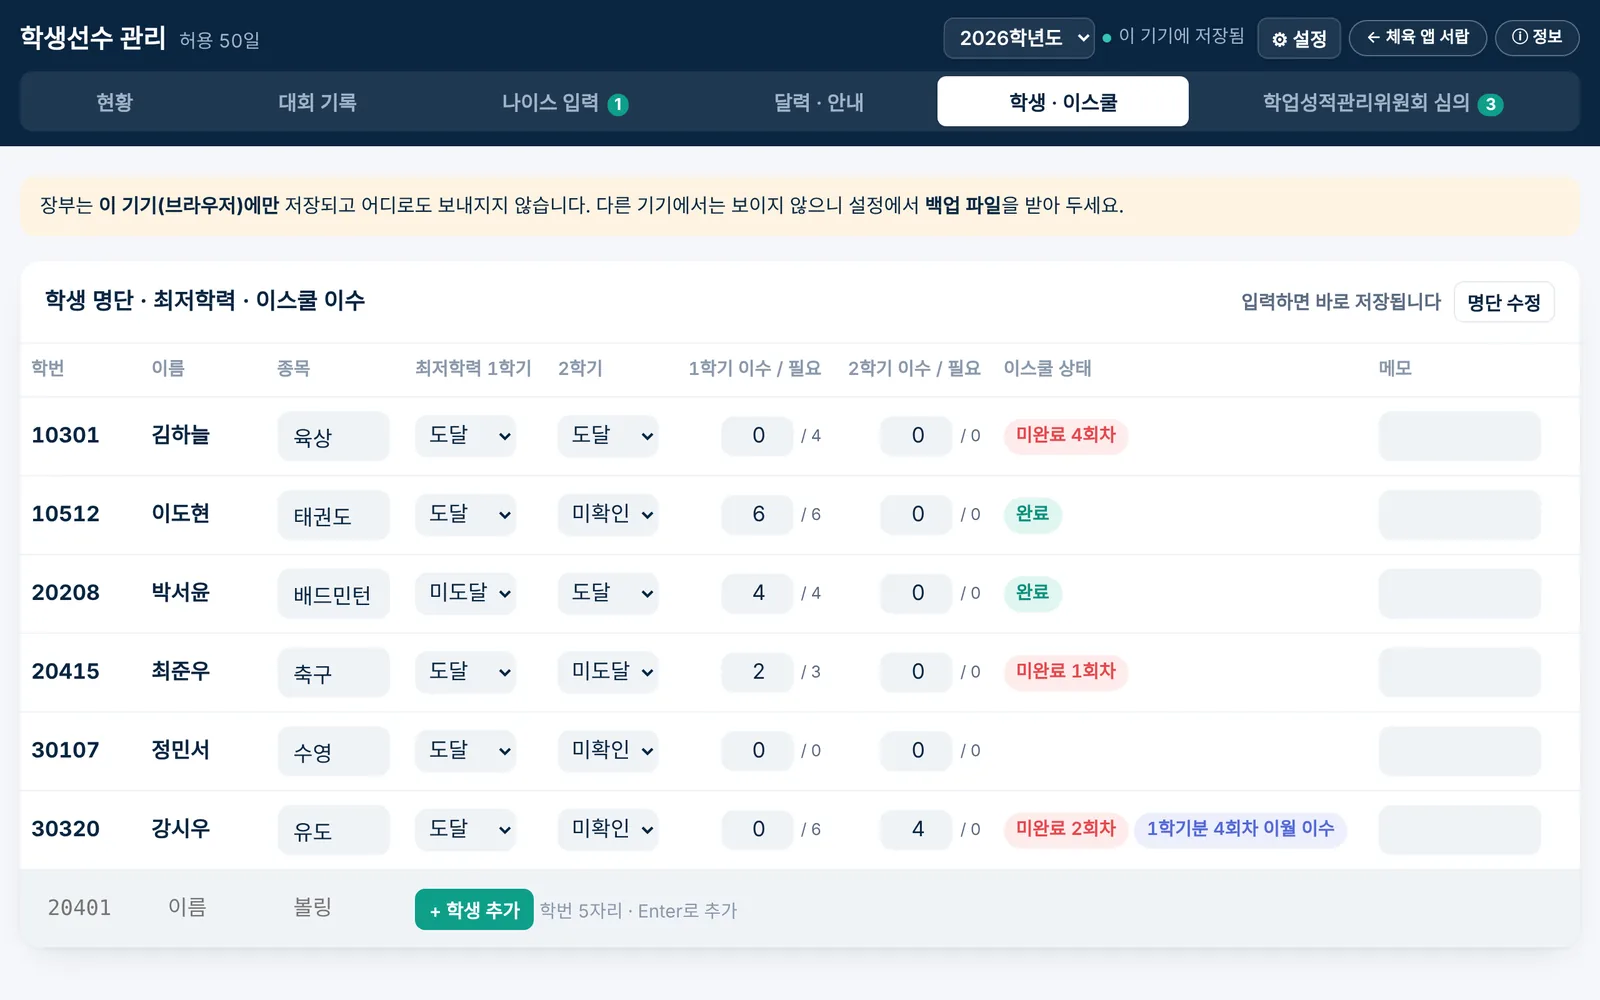 학생선수 관리 허용 50일 2026학년도 이 기기에 저장됨 ⚙ 설정 ← 체육 앱 서랍 ⓘ 정보
현황 대회 기록 나이스 입력 1 달력 · 안내 학생 · 이스쿨 학업성적관리위원회 심의 3
장부는 이 기기(브라우저)에만 저장되고 어디로도 보내지지 않습니다. 다른 기기에서는 보이지 않으니 설정에서 백업 파일을 받아 두세요.
학생 명단 · 최저학력 · 이스쿨 이수 입력하면 바로 저장됩니다 명단 수정
학번 이름 종목 최저학력 1학기 2학기 1학기 이수 / 필요 2학기 이수 / 필요 이스쿨 상태 메모
10301 김하늘 육상 도달 도달 0 / 4 0 / 0 미완료 4회차
10512 이도현 태권도 도달 미확인 6 / 6 0 / 0 완료
20208 박서윤 배드민턴 미도달 도달 4 / 4 0 / 0 완료
20415 최준우 축구 도달 미도달 2 / 3 0 / 0 미완료 1회차
30107 정민서 수영 도달 미확인 0 / 0 0 / 0
30320 강시우 유도 도달 미확인 0 / 6 4 / 0 미완료 2회차 1학기분 4회차 이월 이수
20401 이름 볼링 + 학생 추가 학번 5자리 · Enter로 추가